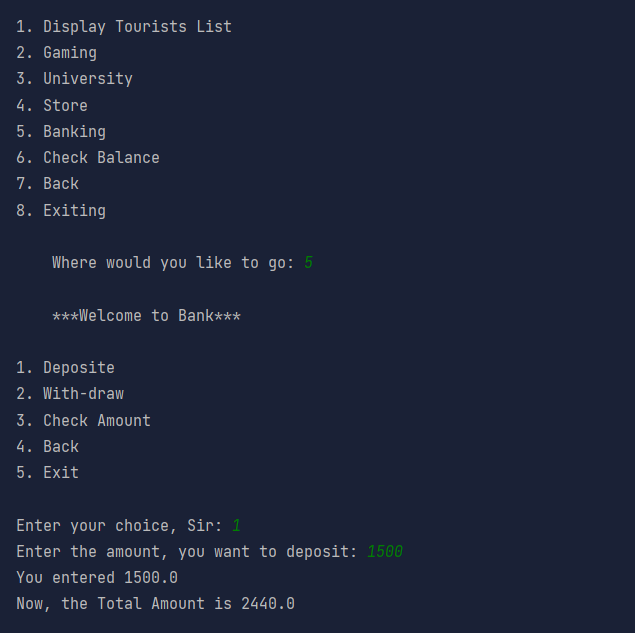 1. Display Tourists List
2. Gaming
3. University
4. Store
5. Banking
6. Check Balance
7. Back
8. Exiting
Where would you like to go: 5
***Welcome to Bank***
1. Deposite
2. With-draw
3. Check Amount
4. Back
5. Exit
Enter your choice, Sir: 1
Enter the amount, you want to deposit: 1500
You entered 1500.0
Now, the Total Amount is 2440.0